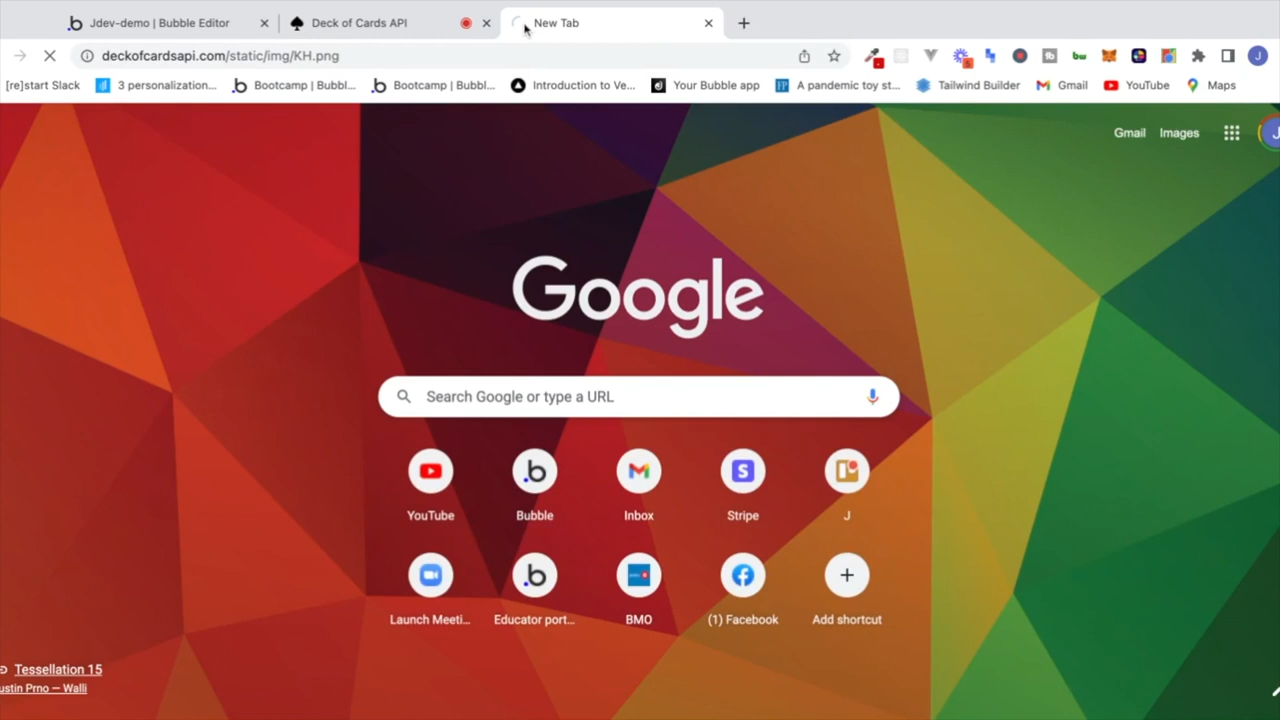 Jdev-demo | Bubble Editor
Deck of Cards API
New Tab
deckofcardsapi.com/static/img/KH.png
[re]start Slack
3 personalization...
Bootcamp | Bubbl...
Bootcamp | Bubbl...
Introduction to Ve...
Your Bubble app
A pandemic toy st...
Tailwind Builder
Gmail
YouTube
Maps
Gmail
Images
J
Google
Search Google or type a URL
YouTube
Bubble
Inbox
Stripe
J
Launch Meeti...
Educator port...
BMO
(1) Facebook
Add shortcut
Tessellation 15
ustin Prno — Walli